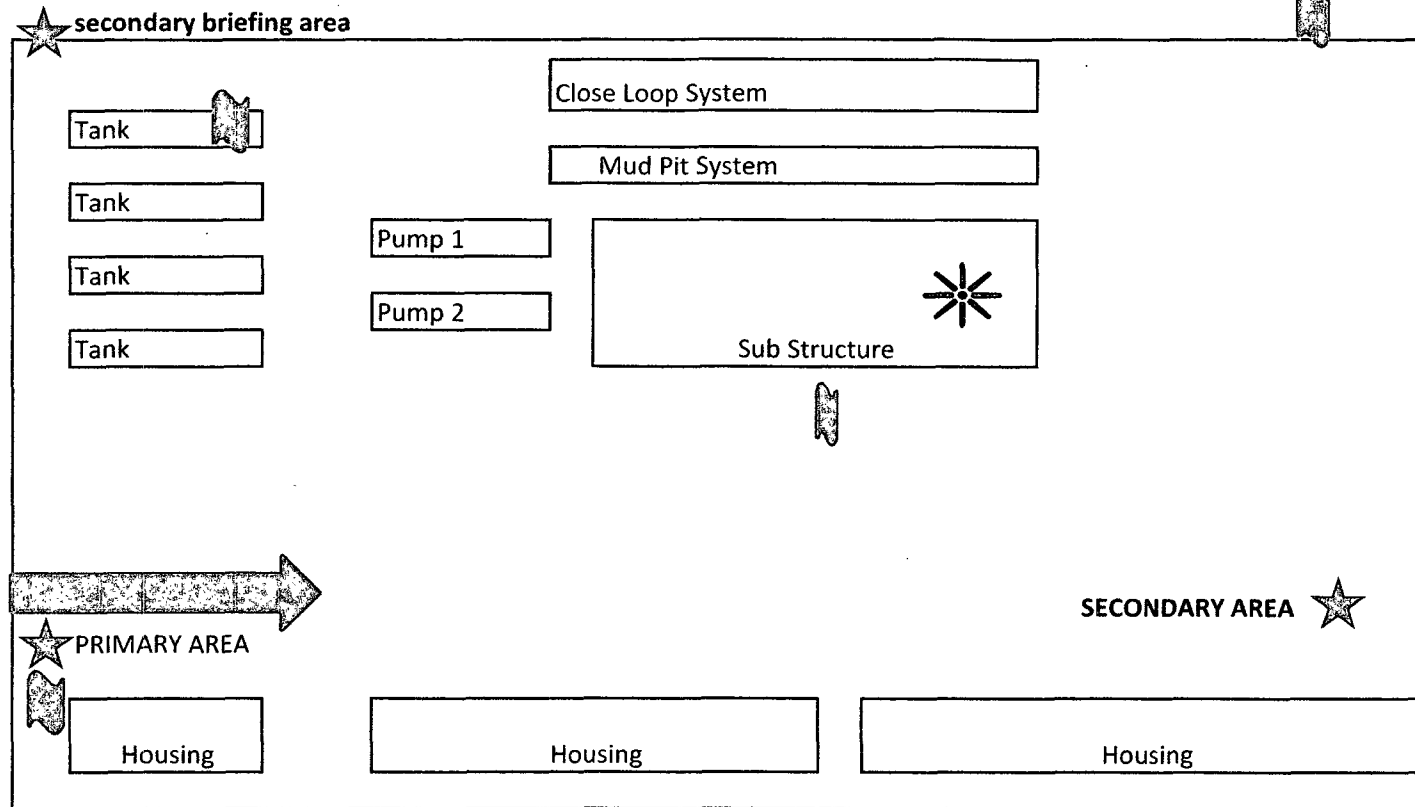 secondary briefing area
Close Loop System
Tank
Mud Pit System
Tank
Pump 1
Tank
Pump 2
Tank
Sub Structure
SECONDARY AREA
PRIMARY AREA
Housing
Housing
Housing